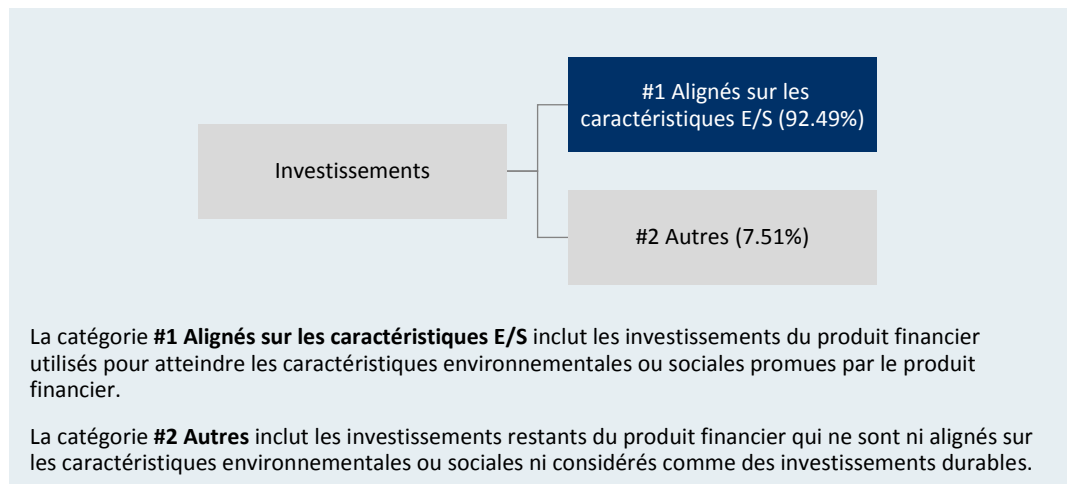 #1 Alignés sur les
caractéristiques E/S (92.49%)
Investissements
#2 Autres (7.51%)
La catégorie #1 Alignés sur les caractéristiques E/S inclut les investissements du produit financier
utilisés pour atteindre les caractéristiques environnementales ou sociales promues par le produit
financier.
La catégorie #2 Autres inclut les investissements restants du produit financier qui ne sont ni alignés sur
les caractéristiques environnementales ou sociales ni considérés comme des investissements durables.